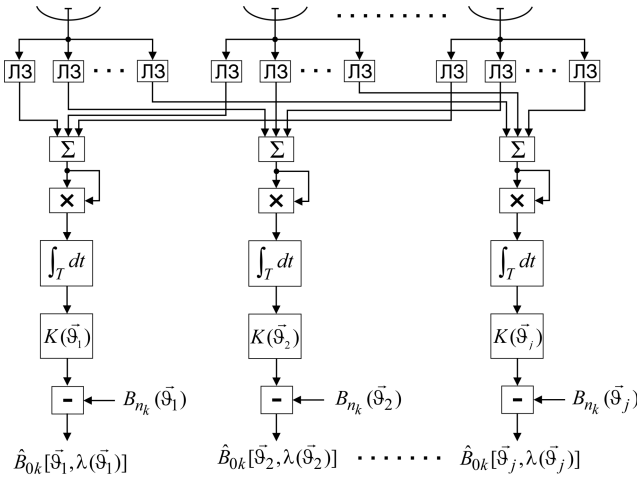 ЛЗ ЛЗ ... ЛЗ ЛЗ ЛЗ ... ЛЗ ЛЗ ЛЗ ... ЛЗ
Σ Σ Σ
× × ×
∫_T dt ∫_T dt ∫_T dt
K(ϑ⃗_1) K(ϑ⃗_2) K(ϑ⃗_j)
- B_{n_k}(ϑ⃗_1) - B_{n_k}(ϑ⃗_2) - B_{n_k}(ϑ⃗_j)
B̂_{0k}[ϑ⃗_1, λ(ϑ⃗_1)] B̂_{0k}[ϑ⃗_2, λ(ϑ⃗_2)] ....... B̂_{0k}[ϑ⃗_j, λ(ϑ⃗_j)]